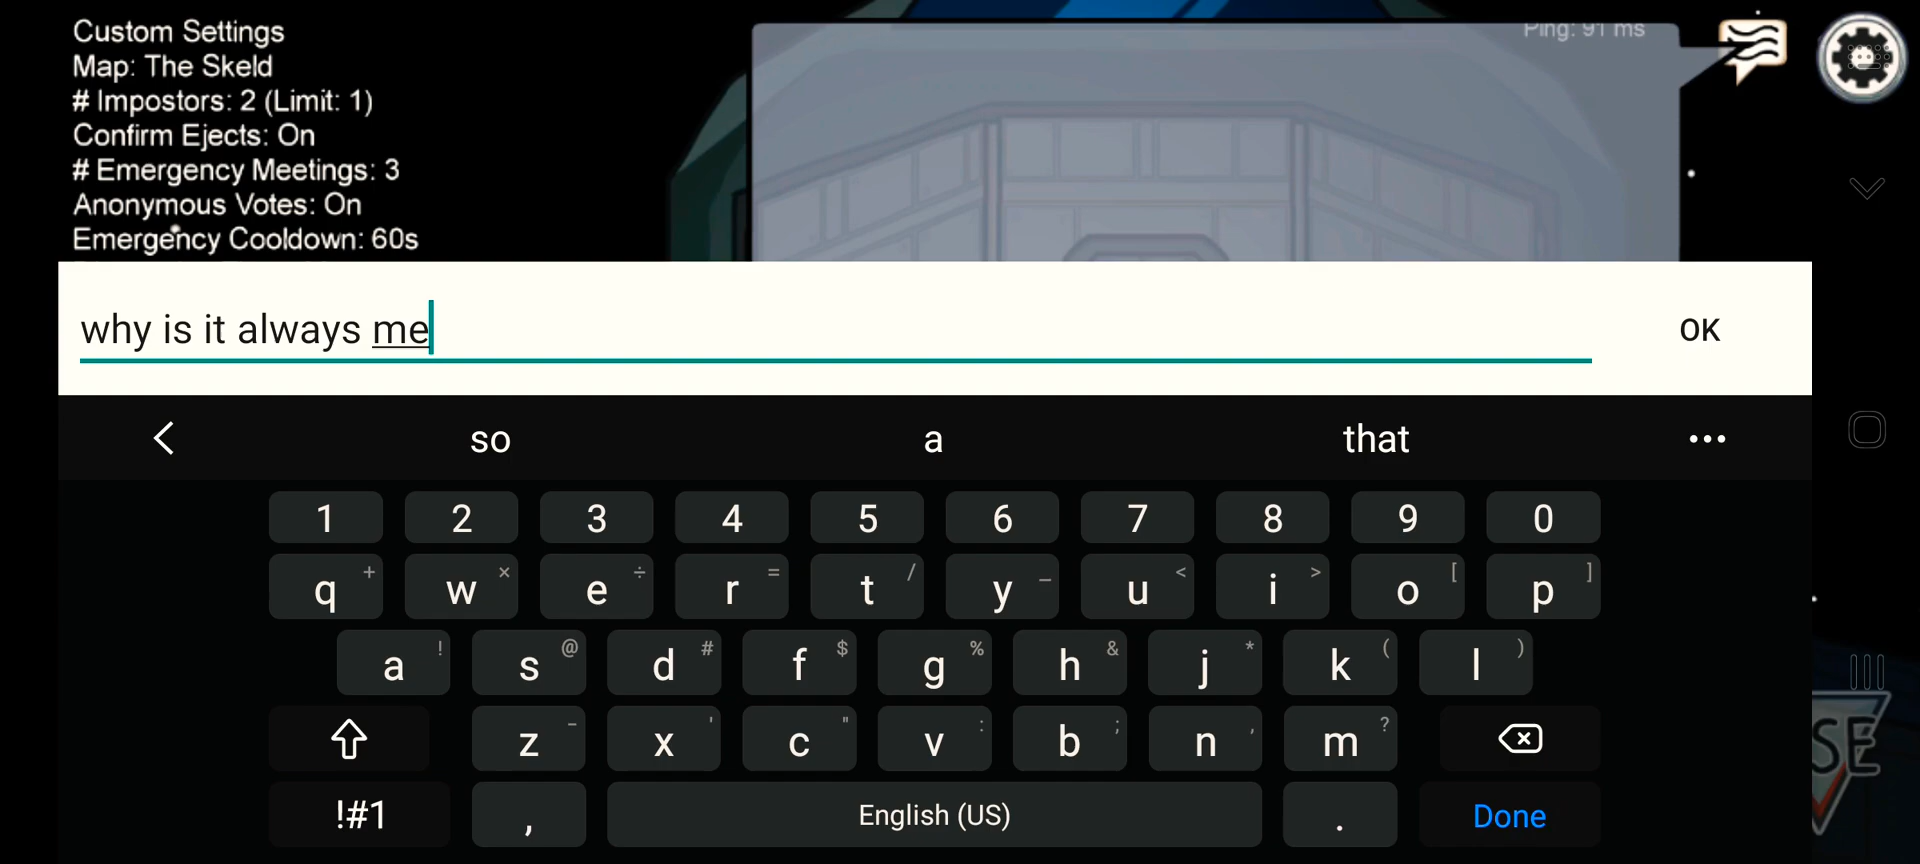 Custom Settings
Map: The Skeld
# Impostors: 2 (Limit: 1)
Confirm Ejects: On
# Emergency Meetings: 3
Anonymous Votes: On
Emergency Cooldown: 60s
Ping: 91 ms
why is it always me
OK
so a that •••
1 2 3 4 5 6 7 8 9 0
q + w × e ÷ r = t / y _ u < i > o [ p ]
a ! s @ d # f $ g % h & j * k ( l )
z - x ' c " v : b ; n , m ?
!#1 , English (US) . Done